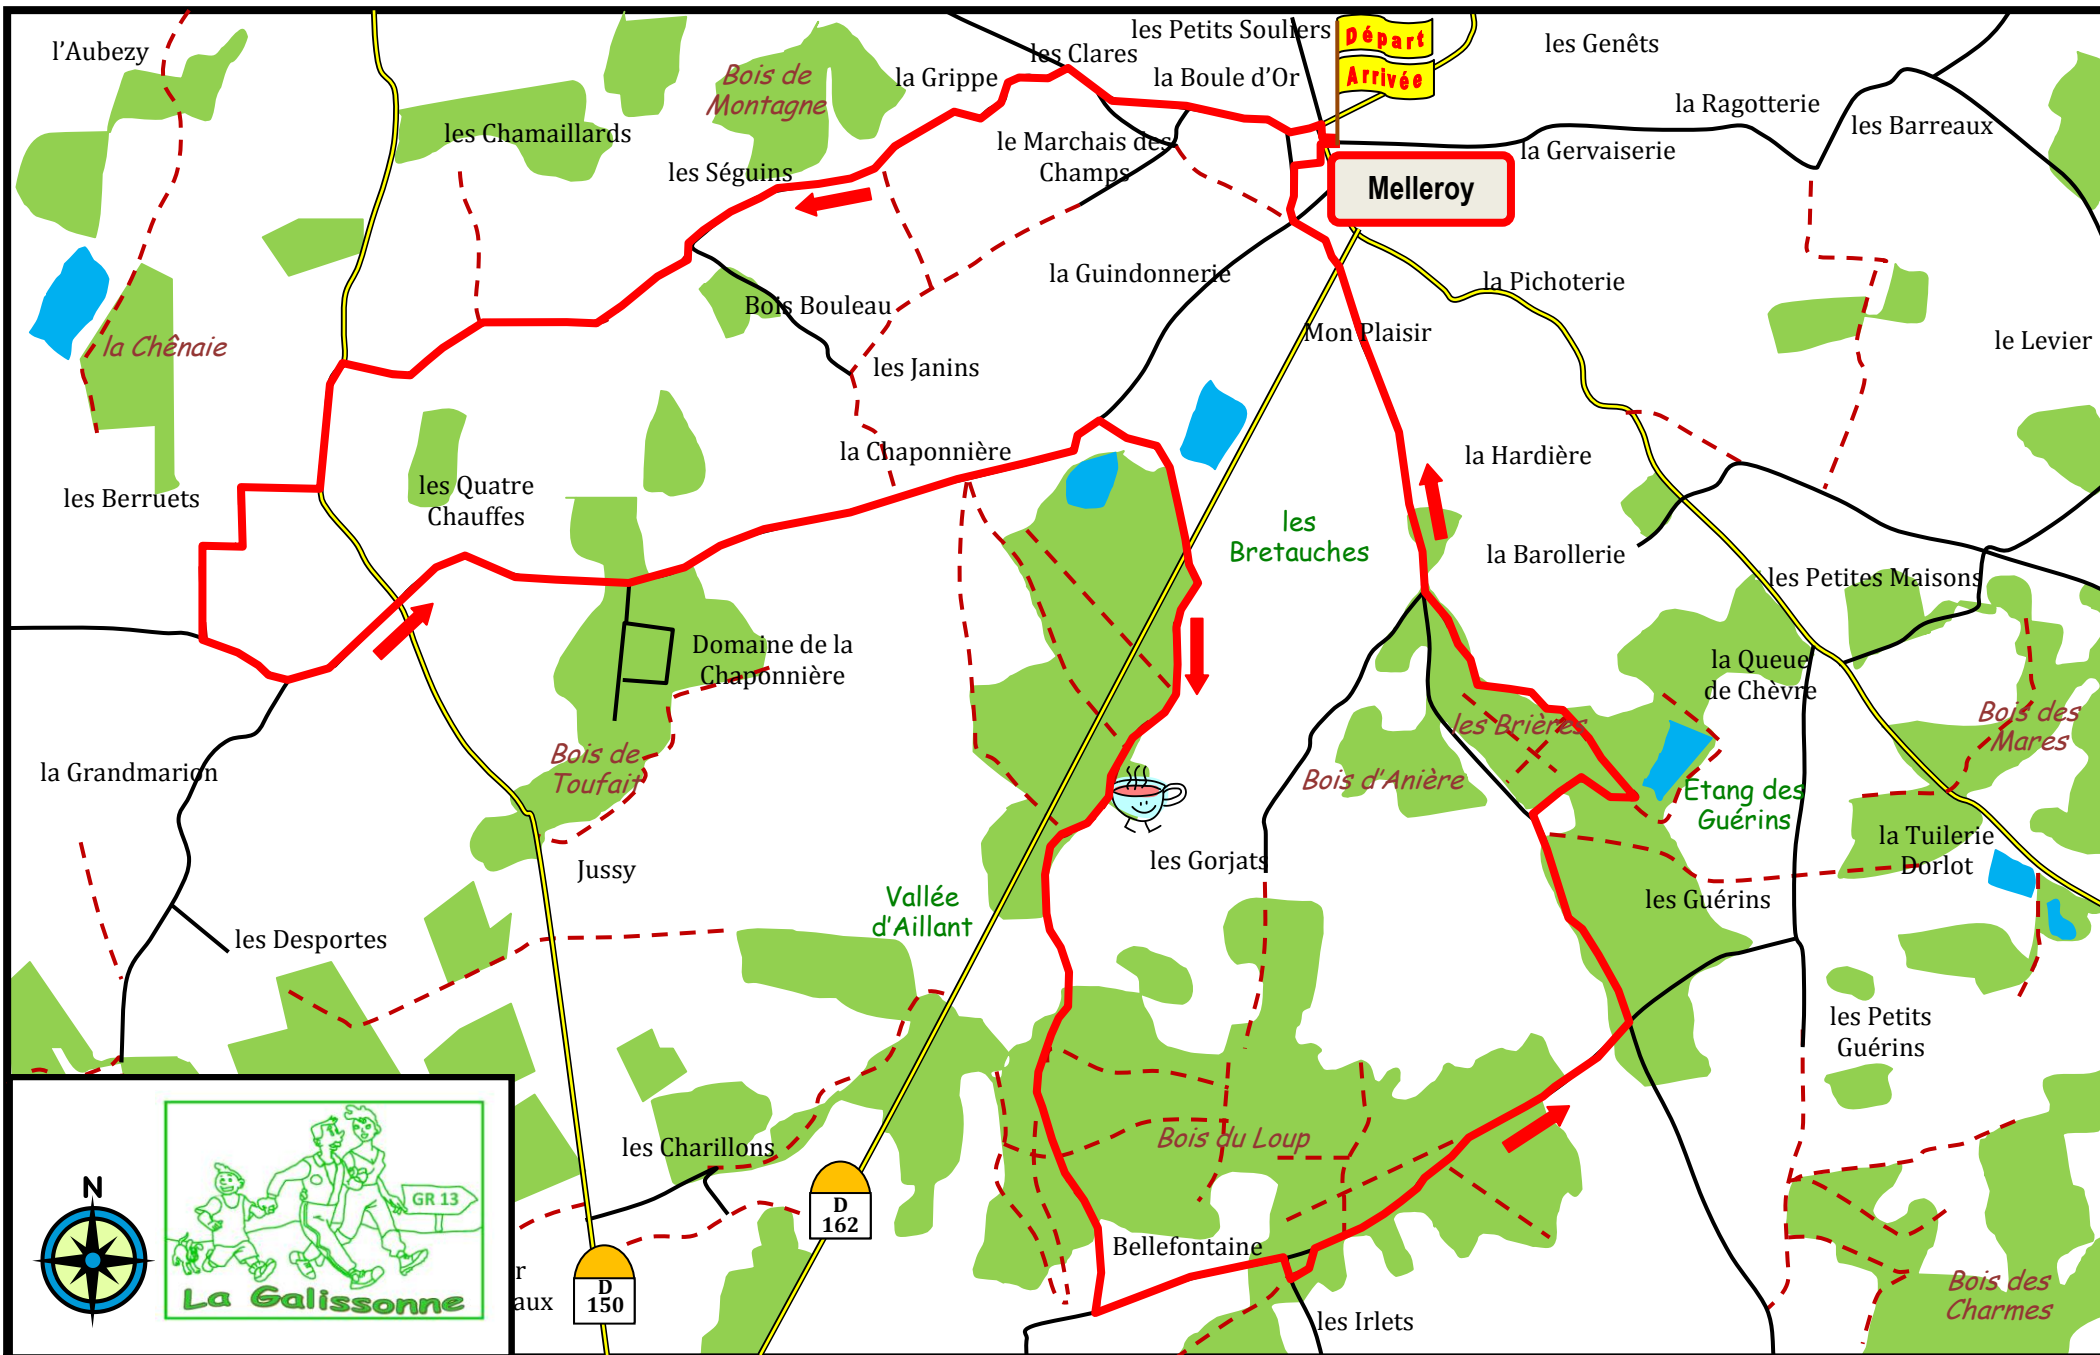 les Petits Souliers
Départ
l'Aubezy
les Genêts
les Clares
Bois de
Montagne
la Grippe
la Boule d'Or
Arrivée
la Ragotterie
les Chamaillards
le Marchais des
Champs
les Barreaux
la Gervaiserie
les Séguins
Melleroy
la Guindonnerie
la Pichoterie
Bois Bouleau
Mon Plaisir
la Chênaie
le Levier
les Janins
la Chaponnière
la Hardière
les Berruets
les Quatre
Chauffes
les
Bretauches
la Barollerie
les Petites Maisons
Domaine de la
Chaponnière
la Queue
de Chèvre
les Brières
Bois des
Mares
Bois de
Toufait
la Grandmarion
Bois d'Anière
Etang des
Guérins
la Tuilerie
Dorlot
les Gorjats
Jussy
Vallée
d'Aillant
les Guérins
les Desportes
les Petits
Guérins
les Charillons
Bois du Loup
N
GR 13
La Galissonne
D
162
Bellefontaine
r
aux
D
150
les Irlets
Bois des
Charmes